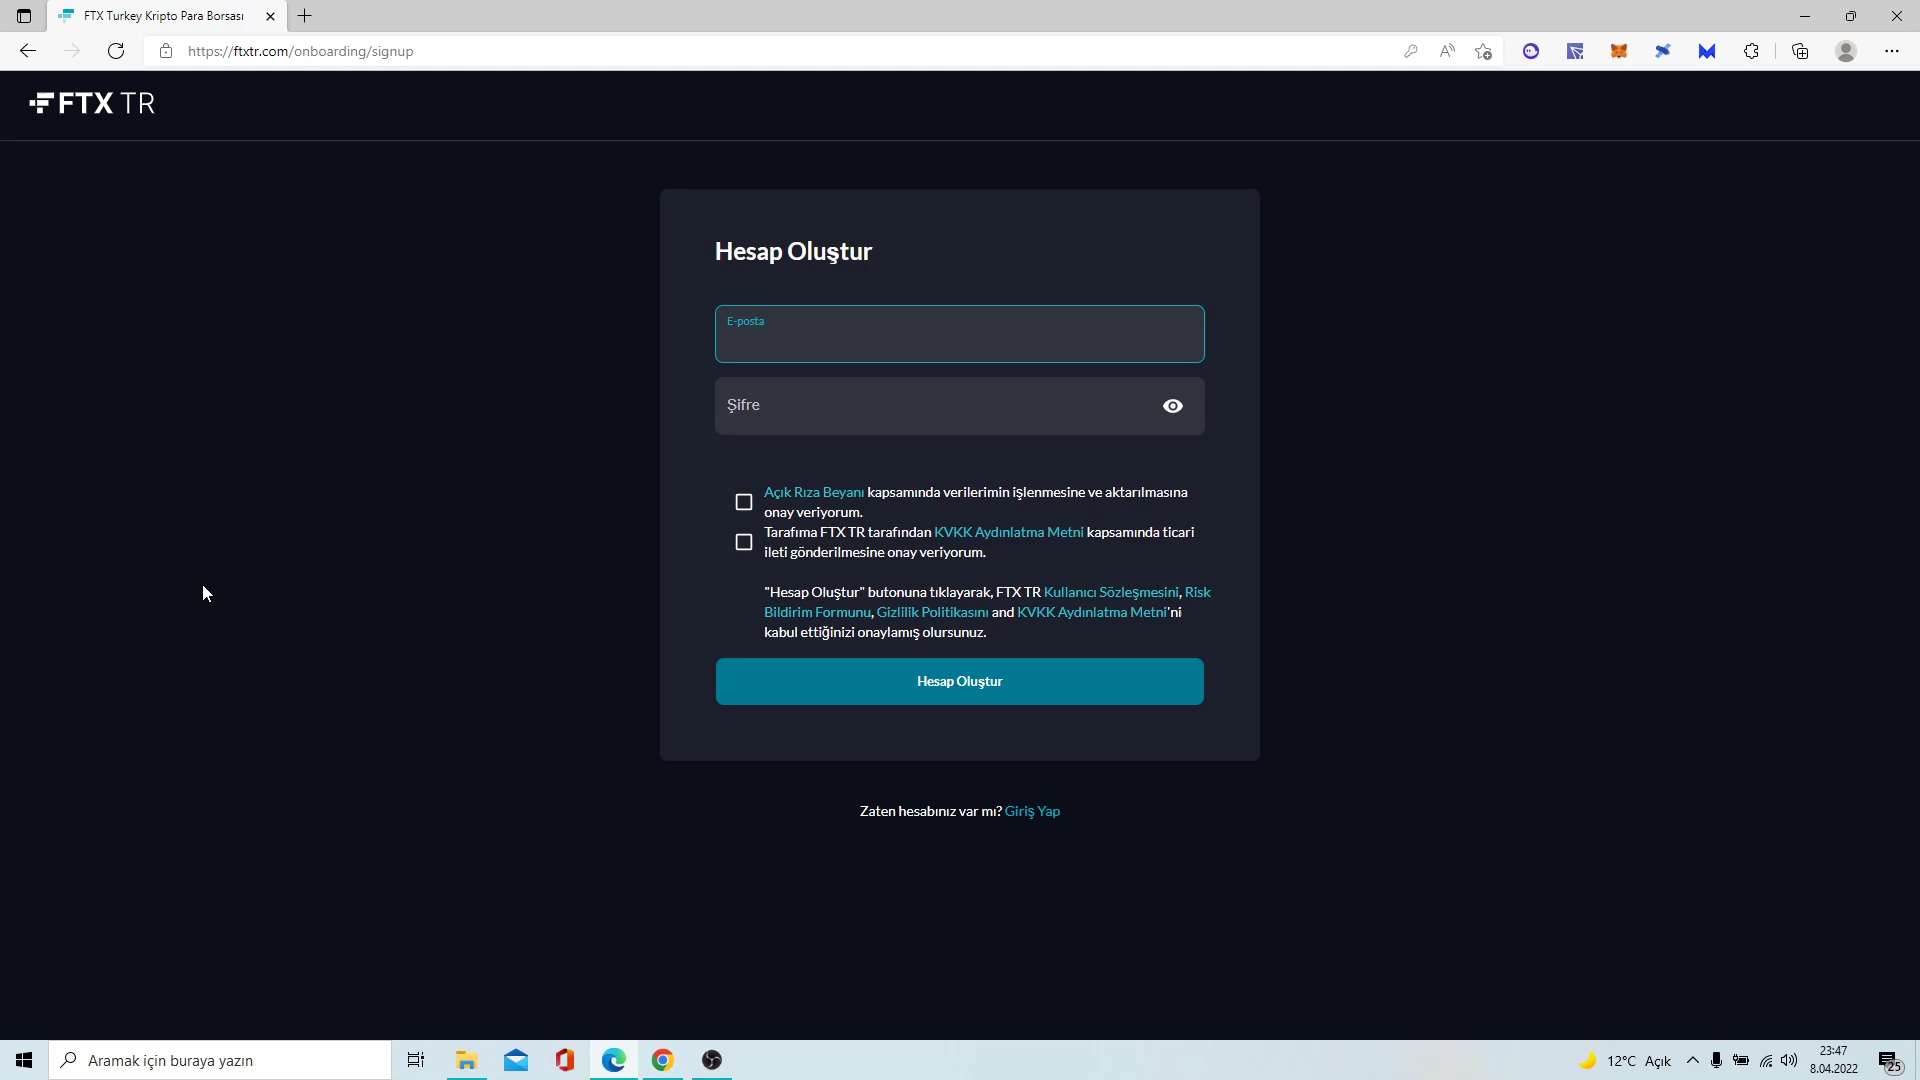 FTX Turkey Kripto Para Borsası
https://ftxtr.com/onboarding/signup
FTX TR
Hesap Oluştur
E-posta
Şifre
Açık Rıza Beyanı kapsamında verilerimin işlenmesine ve aktarılmasına
onay veriyorum.
Tarafıma FTX TR tarafından KVKK Aydınlatma Metni kapsamında ticari
ileti gönderilmesine onay veriyorum.
"Hesap Oluştur" butonuna tıklayarak, FTX TR Kullanıcı Sözleşmesini, Risk
Bildirim Formunu, Gizlilik Politikasını and KVKK Aydınlatma Metni'ni
kabul ettiğinizi onaylamış olursunuz.
Hesap Oluştur
Zaten hesabınız var mı? Giriş Yap
Aramak için buraya yazın
12°C Açık
23:47
8.04.2022
25